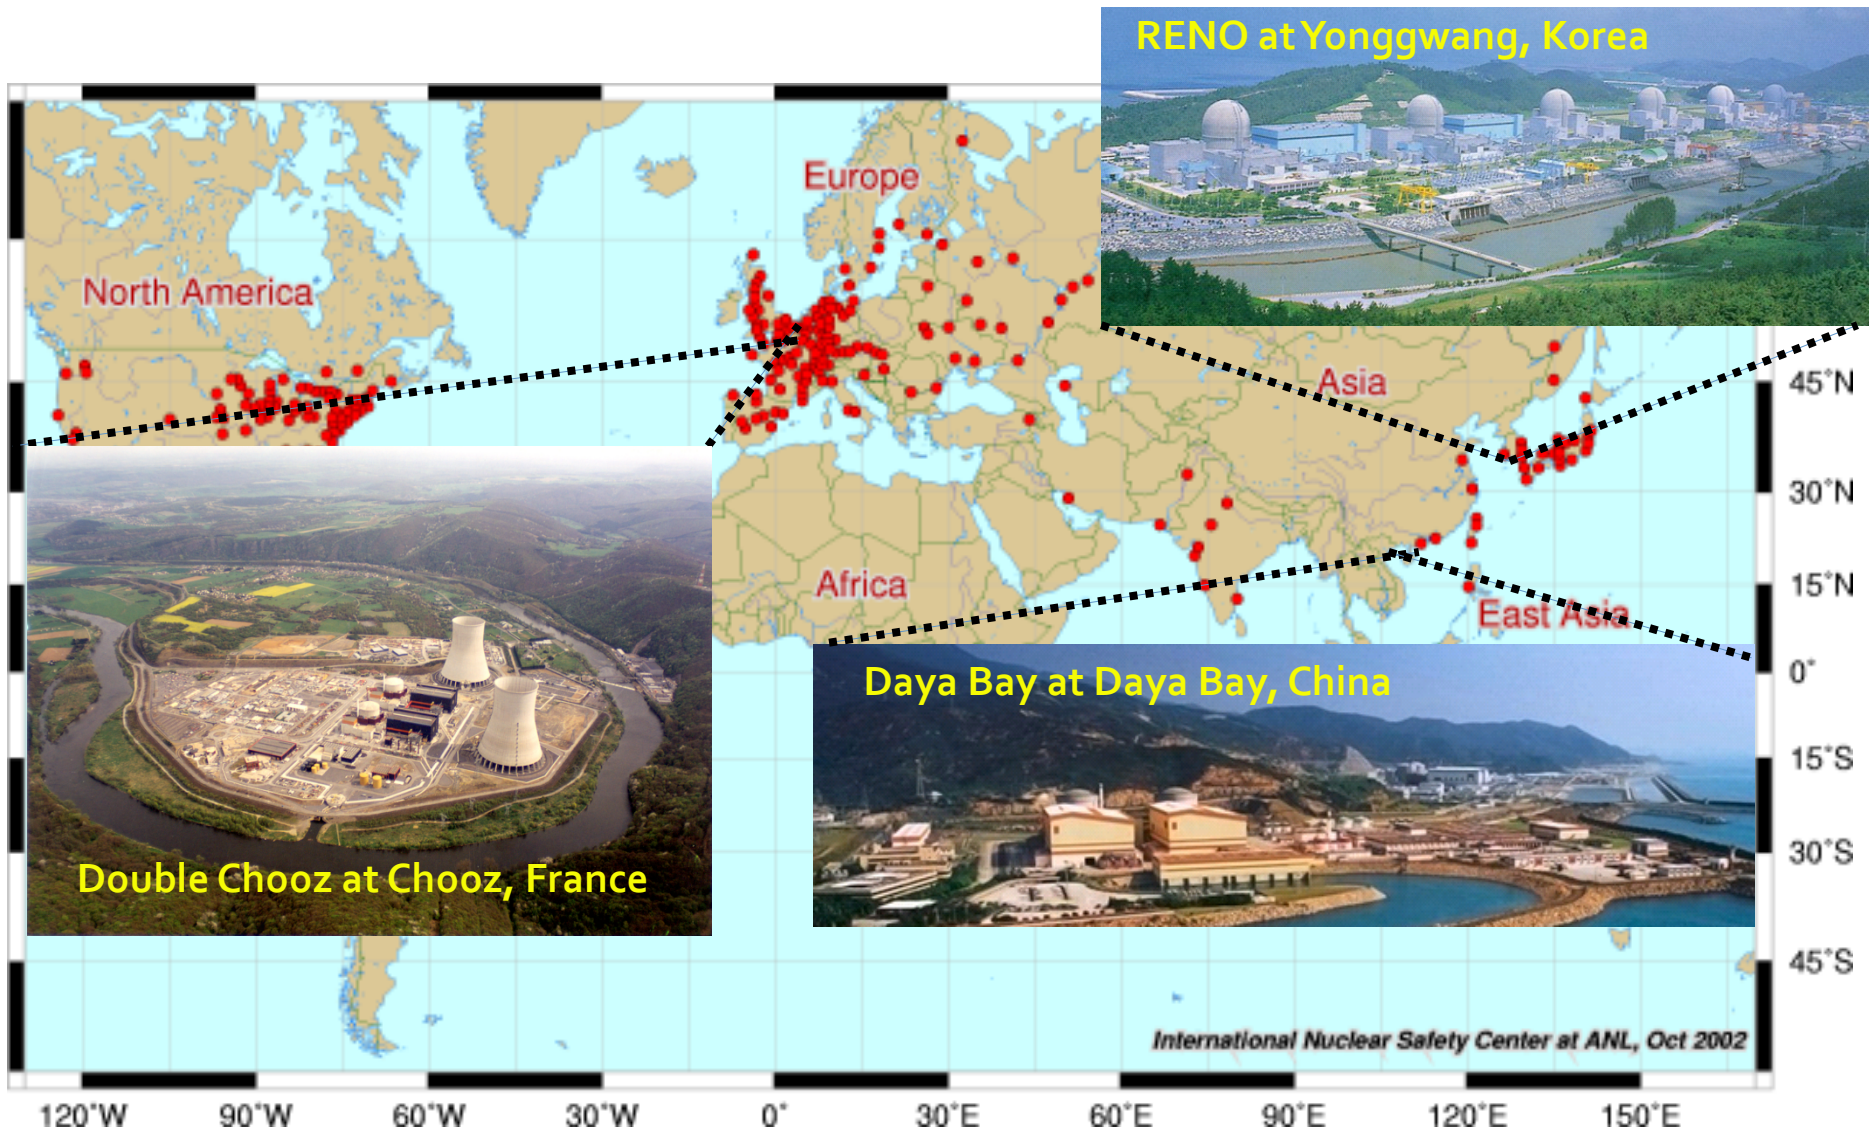 RENO at Yonggwang, Korea
Europe
North America
Asia
45°N
30°N
Africa
15°N
East Asia
0°
Daya Bay at Daya Bay, China
15°S
30°S
Double Chooz at Chooz, France
45°S
International Nuclear Safety Center at ANL, Oct 2002
120°W 90°W 60°W 30°W 0° 30°E 60°E 90°E 120°E 150°E